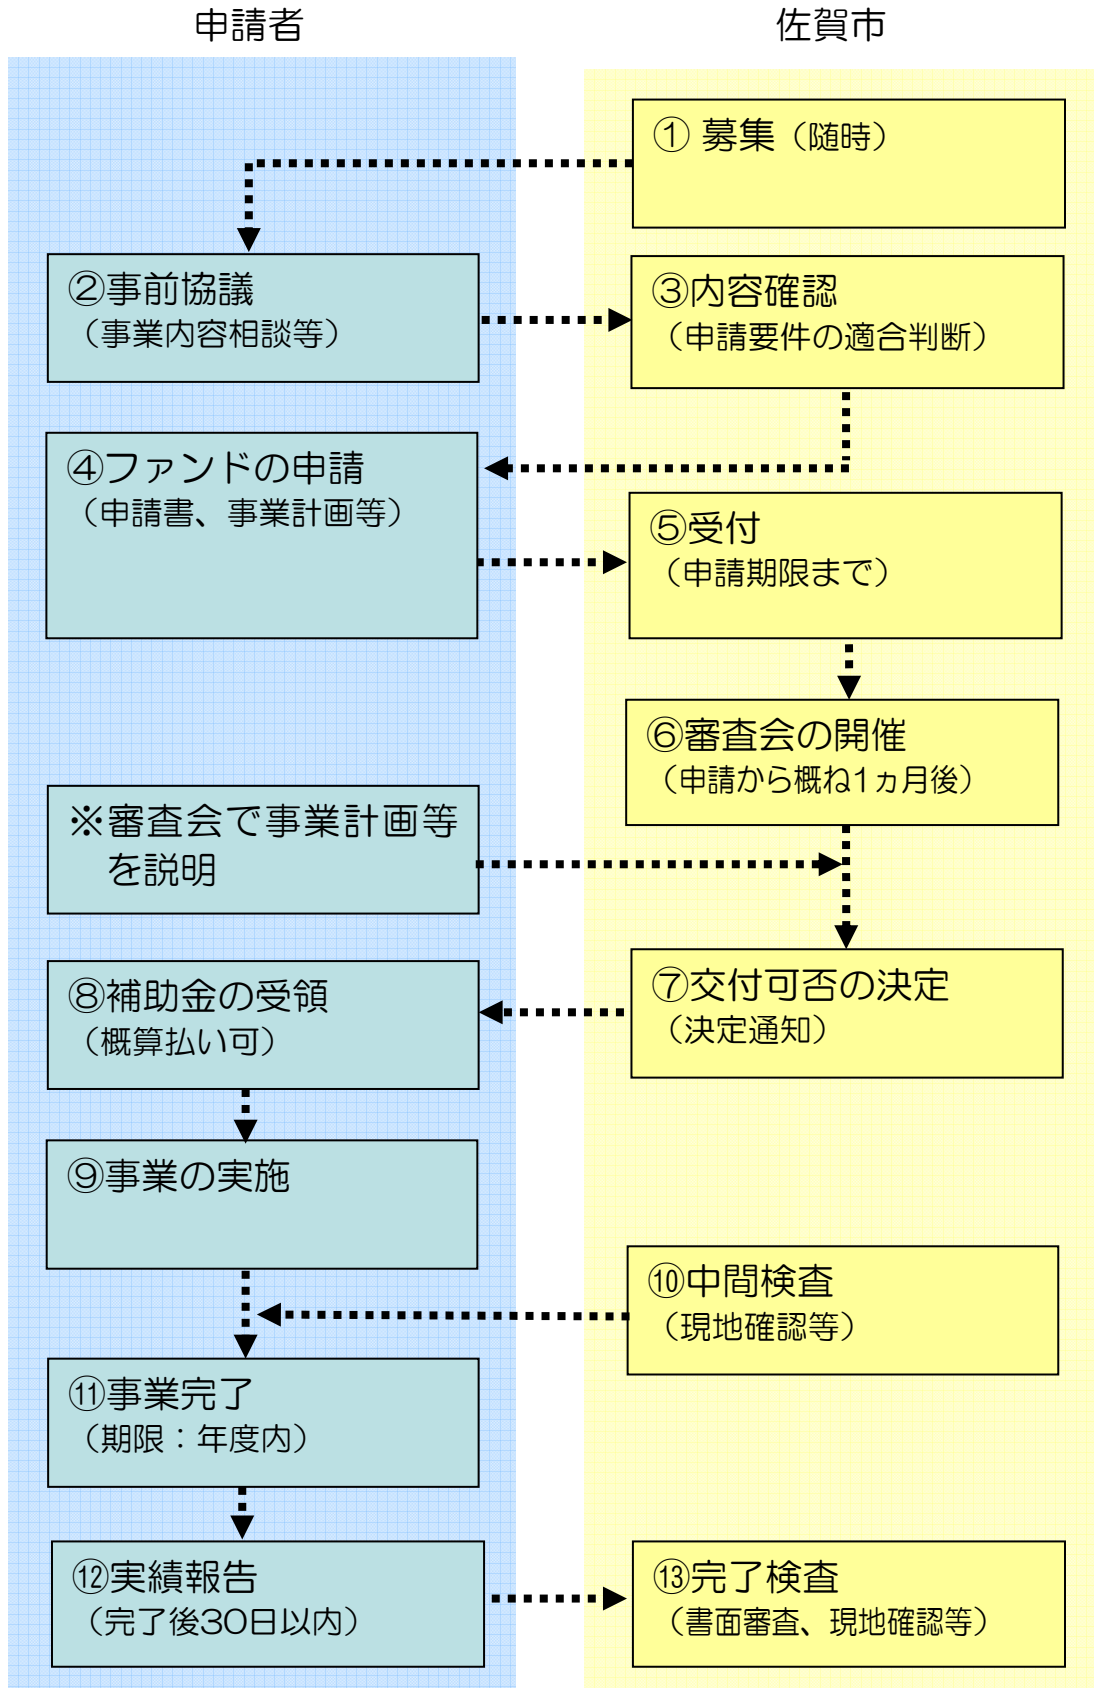 申請者
佐賀市
① 募集（随時）
②事前協議
（事業内容相談等）
③内容確認
（申請要件の適合判断）
④ファンドの申請
（申請書、事業計画等）
⑤受付
（申請期限まで）
⑥審査会の開催
（申請から概ね1ヵ月後）
※審査会で事業計画等
を説明
⑦交付可否の決定
（決定通知）
⑧補助金の受領
（概算払い可）
⑨事業の実施
⑩中間検査
（現地確認等）
⑪事業完了
（期限：年度内）
⑫実績報告
（完了後30日以内）
⑬完了検査
（書面審査、現地確認等）